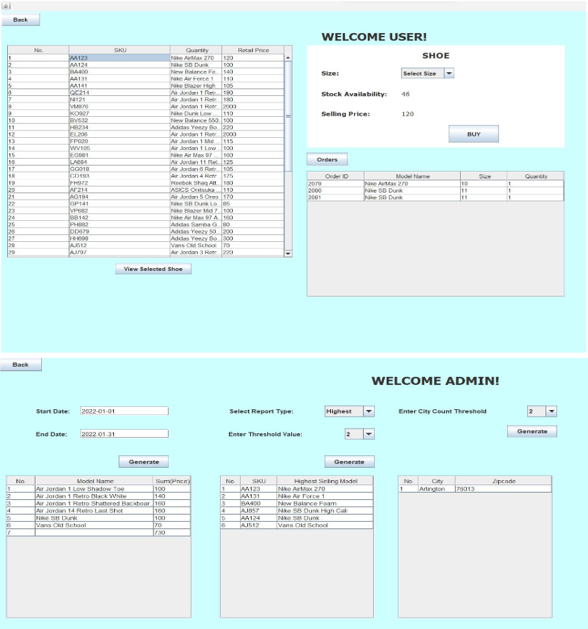 Back
WELCOME USER!
No. SKU Quantity Retail Price
1 AA123 Nike AirMax 270 120
2 AA124 Nike SB Dunk 100
3 BA400 New Balance Fo... 140
4 AA131 Nike Air Force 1 110
5 AA141 Nike Blazer High 105
6 QE214 Air Jordan 1 Retr... 190
7 NI121 Air Jordan 1 Retr... 180
8 VM876 Air Jordan 1 Retr... 2000
9 KO927 Nike Dunk Low ... 110
10 BV532 New Balance 550 100
11 HB234 Adidas Yeezy Bo... 220
12 EL206 Air Jordan 1 Retr... 2000
13 FP020 Air Jordan 1 Mid ... 115
14 WV105 Air Jordan 1 Low... 100
15 EG981 Nike Air Max 97 ... 160
16 LA884 Air Jordan 11 Ret... 125
17 GG018 Air Jordan 6 Retr... 105
18 CD193 Air Jordan 4 Retr... 175
19 FH972 Reebok Shaq Att... 180
20 AF214 ASICS Onitsuka ... 110
21 AG194 Air Jordan 5 Oreo 170
22 GP141 Nike SB Dunk Lo... 85
23 VP682 Nike Blazer Mid 7... 100
24 BB142 Nike Air Max 97 A... 160
25 PH882 Adidas Samba G... 80
26 DD679 Adidas Yeezy 50... 200
27 HH698 Adidas Yeezy Bo... 300
28 AJ512 Vans Old School 70
29 AJ797 Air Jordan 3 Retr... 220
View Selected Shoe
SHOE
Size: Select Size
Stock Availability: 46
Selling Price: 120
BUY
Orders
Order ID Model Name Size Quantity
2079 Nike AirMax 270 10 1
2080 Nike SB Dunk 11 1
2081 Nike SB Dunk 11 1
Back
WELCOME ADMIN!
Start Date: 2022-01-01
Select Report Type: Highest
Enter City Count Threshold 2
End Date: 2022-01-31
Enter Threshold Value: 2
Generate
Generate
Generate
No. Model Name Sum(Price)
1 Air Jordan 1 Low Shadow Toe 100
2 Air Jordan 1 Retro Black White 140
3 Air Jordan 1 Retro Shattered Backboar... 160
4 Air Jordan 14 Retro Last Shot 160
5 Nike SB Dunk 100
6 Vans Old School 70
7 730
No. SKU Highest Selling Model
1 AA123 Nike AirMax 270
2 AA131 Nike Air Force 1
3 BA400 New Balance Foam
4 AJ857 Nike SB Dunk High Cali
5 AA124 Nike SB Dunk
6 AJ512 Vans Old School
No City Zipcode
1 Arlington 76013